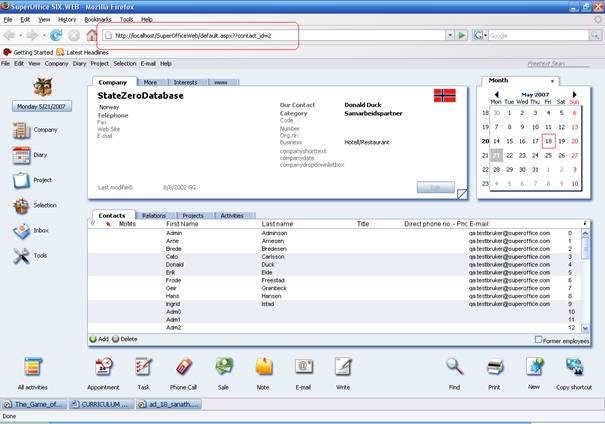 SuperOffice SIX.WEB - Mozilla Firefox
File Edit View History Bookmarks Tools Help
http://localhost/SuperOfficeWeb/default.aspx??contact_id=2
Google
Getting Started Latest Headlines
File Edit View Company Diary Project Selection E-mail Help
Freetext Search
Monday 5/21/2007
Company
Diary
Project
Selection
Inbox
Tools
Company More Interests www
StateZeroDatabase
Norway
Telephone
Fax
Web Site
E-mail
Our Contact Donald Duck
Category Samarbeidspartner
Code
Number
Org.nr:
Business Hotell/Restaurant
companyshorttext
companydate
companydropdownlistbox
Last modified: 8/8/2002 GG
Edit
Month
May 2007
Mon Tue Wed Thu Fri Sat Sun
18 30 1 2 3 4 5 6
19 7 8 9 10 11 12 13
20 14 15 16 17 18 19 20
21 21 22 23 24 25 26 27
22 28 29 30 31 1 2 3
23 4 5 6 7 8 9 10
Contacts Relations Projects Activities
Mr/Ms First Name Last name Title Direct phone no. - Phc E-mail:
Admin Adminson qa.testbruker@superoffice.com 0
Arne Arnesen qa.testbruker@superoffice.com 1
Brede Bredesen qa.testbruker@superoffice.com 2
Cato Carlsson qa.testbruker@superoffice.com 3
Donald Duck qa.testbruker@superoffice.com 4
Erik Eide qa.testbruker@superoffice.com 5
Frode Freestad qa.testbruker@superoffice.com 6
Geir Granbeck qa.testbruker@superoffice.com 7
Hans Hansen qa.testbruker@superoffice.com 8
Ingrid Istad qa.testbruker@superoffice.com 9
Adm0 10
Adm1 11
Adm2 12
Add Delete
Former employees
All activities Appointment Task Phone Call Sale Note E-mail Write Find Print New Copy shortcut
The_Game_of... CURRICULUM ... ad_18_sanath....
Done